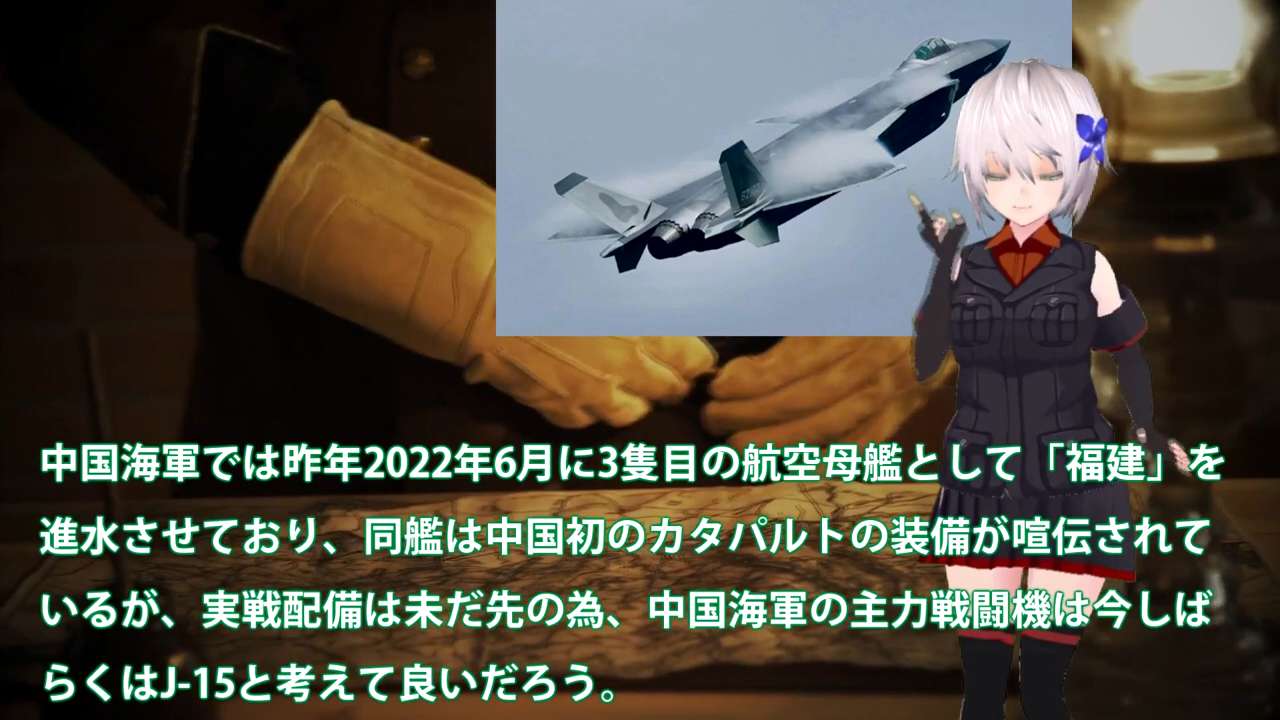 中国海軍では昨年2022年6月に3隻目の航空母艦として「福建」を
進水させており、同艦は中国初のカタパルトの装備が喧伝されて
いるが、実戦配備は未だ先の為、中国海軍の主力戦闘機は今しば
らくはJ-15と考えて良いだろう。